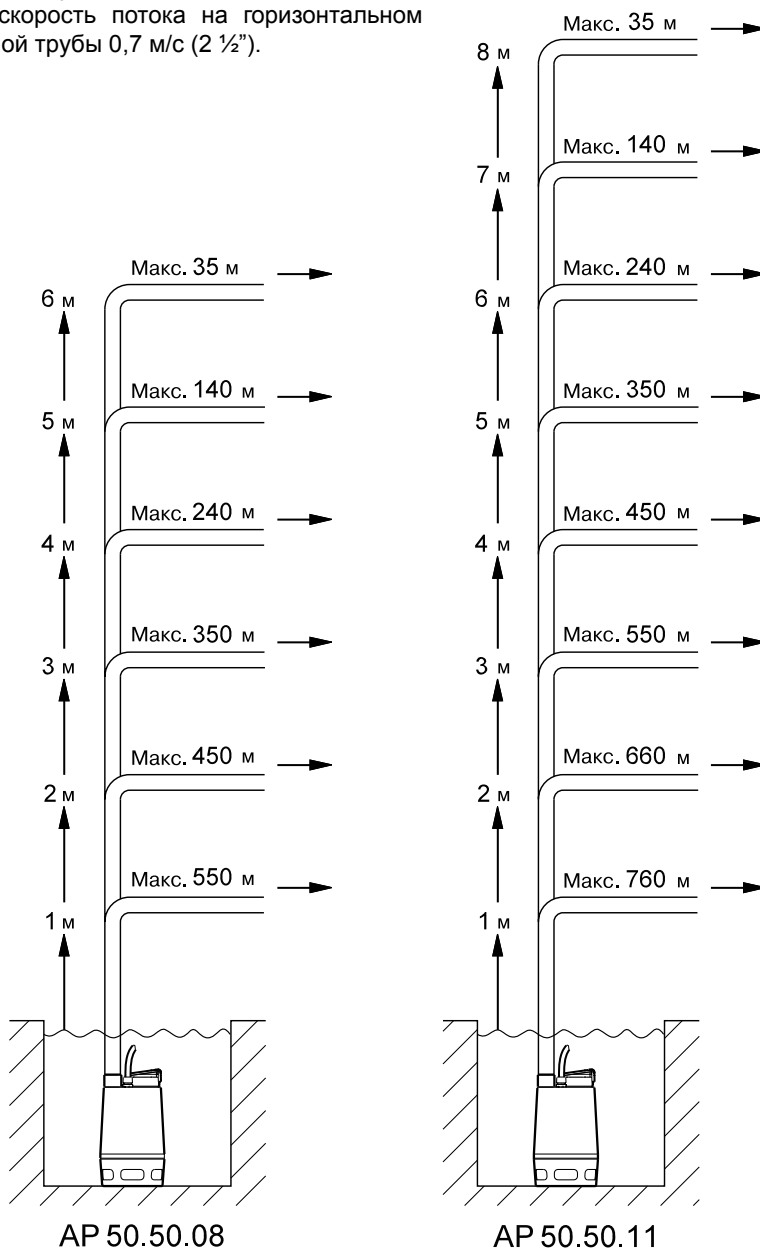 скорость потока на горизонтальном
ой трубы 0,7 м/с (2 ½”).
6 м
Макс. 35 м
5 м
Макс. 140 м
4 м
Макс. 240 м
3 м
Макс. 350 м
2 м
Макс. 450 м
1 м
Макс. 550 м
AP 50.50.08
8 м
Макс. 35 м
7 м
Макс. 140 м
6 м
Макс. 240 м
5 м
Макс. 350 м
4 м
Макс. 450 м
3 м
Макс. 550 м
2 м
Макс. 660 м
1 м
Макс. 760 м
AP 50.50.11